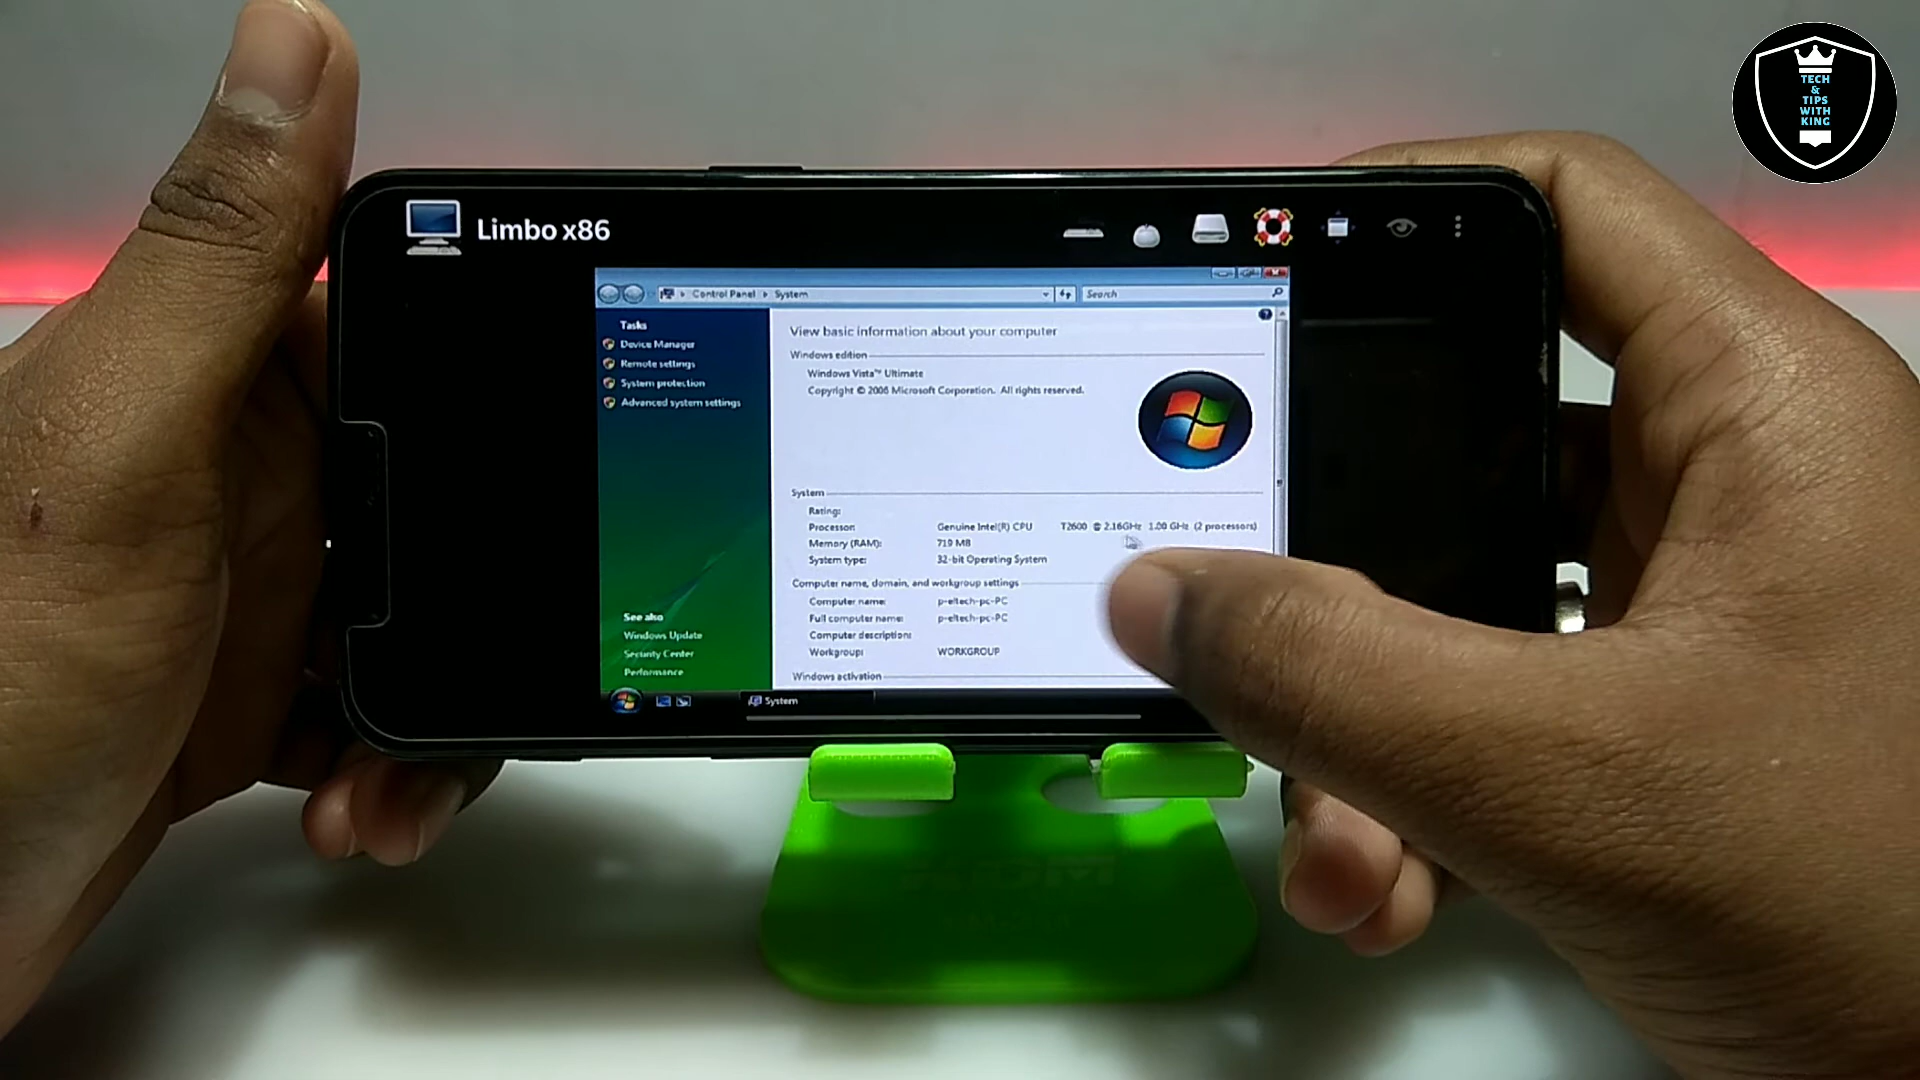 TECH
&
TIPS
WITH
KING
Limbo x86
Control Panel
System
Search
Tasks
Device Manager
Remote settings
System protection
Advanced system settings
See also
Windows Update
Security Center
Performance
View basic information about your computer
Windows edition
Windows Vista™ Ultimate
Copyright © 2006 Microsoft Corporation. All rights reserved.
System
Rating:
Processor: Genuine Intel(R) CPU T2600 @ 2.16GHz 1.00 GHz (2 processors)
Memory (RAM): 719 MB
System type: 32-bit Operating System
Computer name, domain, and workgroup settings
Computer name: p-eltech-pc-PC
Full computer name: p-eltech-pc-PC
Computer description:
Workgroup: WORKGROUP
Windows activation
System